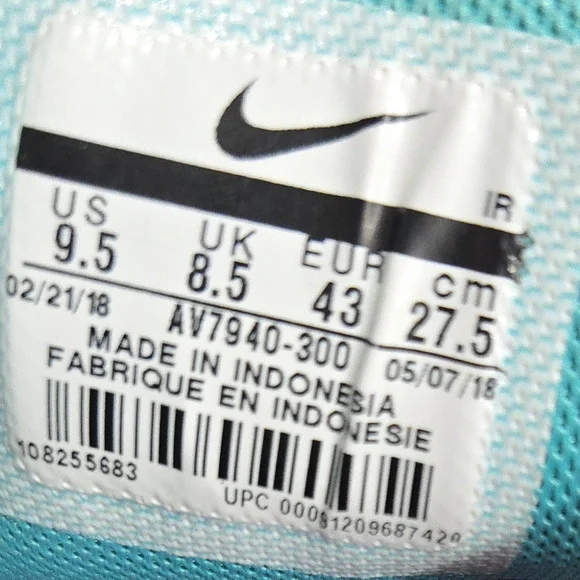 IR
US UK EUR cm
9.5 8.5 43 27.5
02/21/18 AV7940-300 05/07/18
MADE IN INDONESIA
FABRIQUE EN INDONESIE
108255683
UPC 00091209687420